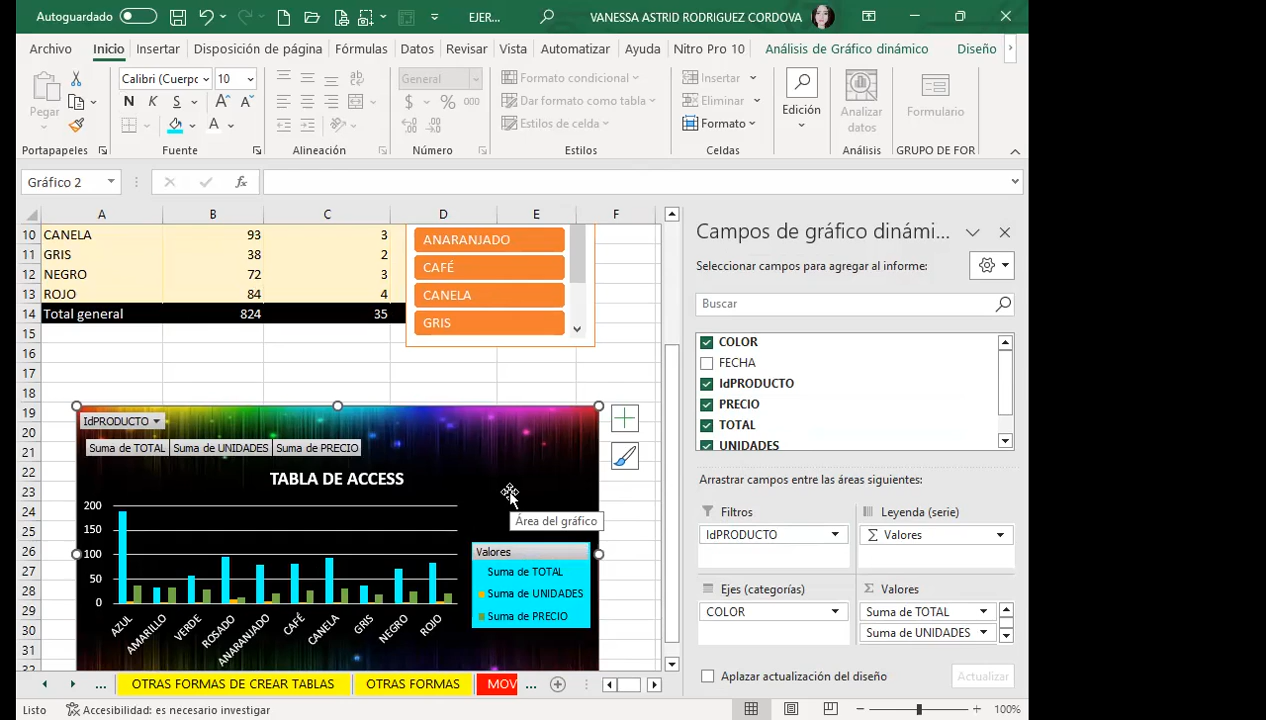 Autoguardado
EJER...
VANESSA ASTRID RODRIGUEZ CORDOVA
Archivo Inicio Insertar Disposición de página Fórmulas Datos Revisar Vista Automatizar Ayuda Nitro Pro 10 Análisis de Gráfico dinámico Diseño
Pegar
Portapapeles
Calibri (Cuerpc 10
N K S A A
A
Fuente
ab
Alineación
General
$ % 000
Número
Formato condicional
Dar formato como tabla
Estilos de celda
Estilos
Insertar
Eliminar
Formato
Celdas
Edición
Analizar
datos
Análisis
Formulario
GRUPO DE FOR
Gráfico 2
fx
A B C D E F
10 CANELA 93 3
11 GRIS 38 2
12 NEGRO 72 3
13 ROJO 84 4
14 Total general 824 35
15
16
17
18
19
20
21
22
23
24
25
26
27
28
29
30
31
32
ANARANJADO
CAFÉ
CANELA
GRIS
IdPRODUCTO
Suma de TOTAL Suma de UNIDADES Suma de PRECIO
TABLA DE ACCESS
200
150
100
50
0
AZUL
AMARILLO
VERDE
ROSADO
ANARANJADO
CAFÉ
CANELA
GRIS
NEGRO
ROJO
Área del gráfico
Valores
Suma de TOTAL
Suma de UNIDADES
Suma de PRECIO
Campos de gráfico dinámi...
Seleccionar campos para agregar al informe:
Buscar
COLOR
FECHA
IdPRODUCTO
PRECIO
TOTAL
UNIDADES
Arrastrar campos entre las áreas siguientes:
Filtros
IdPRODUCTO
Leyenda (serie)
Σ Valores
Ejes (categorías)
COLOR
Σ Valores
Suma de TOTAL
Suma de UNIDADES
Aplazar actualización del diseño
Actualizar
... OTRAS FORMAS DE CREAR TABLAS OTRAS FORMAS MOV ...
Listo Accesibilidad: es necesario investigar
100%